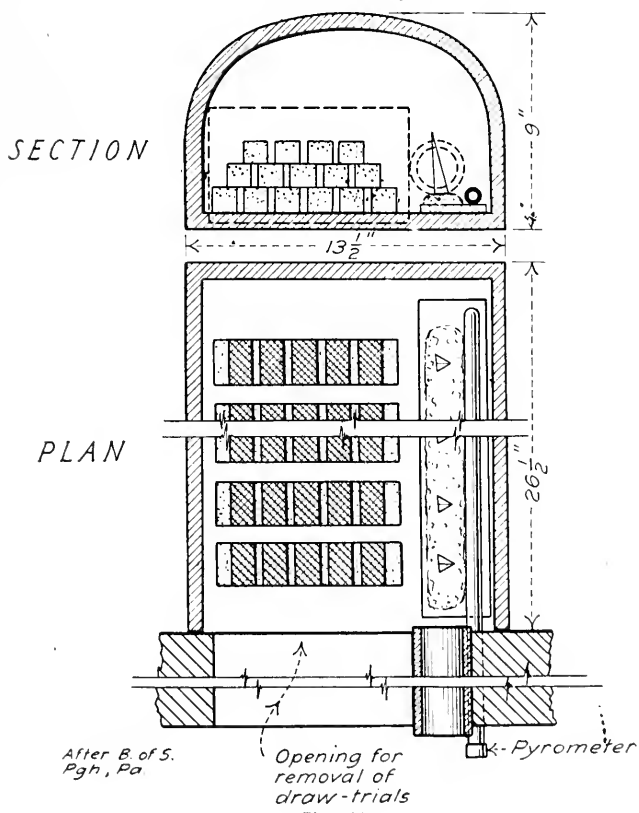 SECTION
9"
13 1/2"
PLAN
26 1/2"
After B. of S.
Pgh, Pa.
Opening for
removal of
draw-trials
Pyrometer